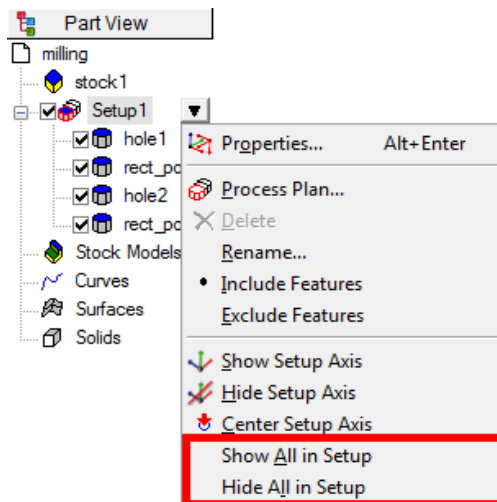 Part View
milling
stock1
Setup1
hole1
rect_po
hole2
rect_po
Stock Models
Curves
Surfaces
Solids
Properties... Alt+Enter
Process Plan...
Delete
Rename...
Include Features
Exclude Features
Show Setup Axis
Hide Setup Axis
Center Setup Axis
Show All in Setup
Hide All in Setup